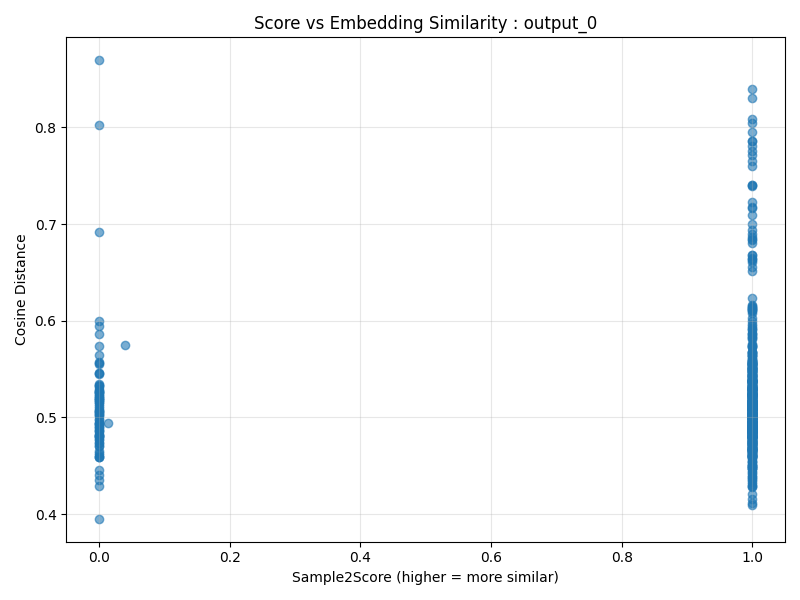 Score vs Embedding Similarity : output_0
Cosine Distance
0.8
0.7
0.6
0.5
0.4
0.0 0.2 0.4 0.6 0.8 1.0
Sample2Score (higher = more similar)